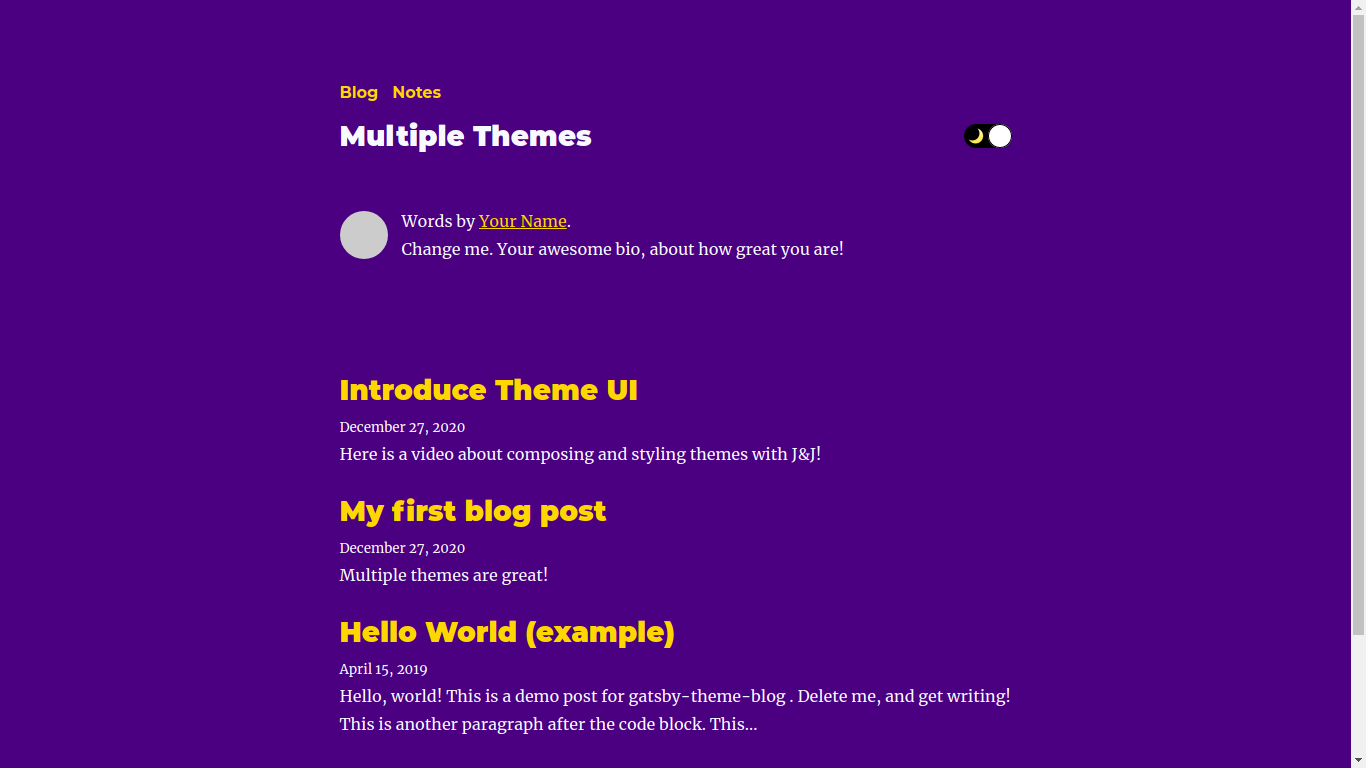 Blog Notes
Multiple Themes
Words by Your Name.
Change me. Your awesome bio, about how great you are!
Introduce Theme UI
December 27, 2020
Here is a video about composing and styling themes with J&J!
My first blog post
December 27, 2020
Multiple themes are great!
Hello World (example)
April 15, 2019
Hello, world! This is a demo post for gatsby-theme-blog . Delete me, and get writing!
This is another paragraph after the code block. This…